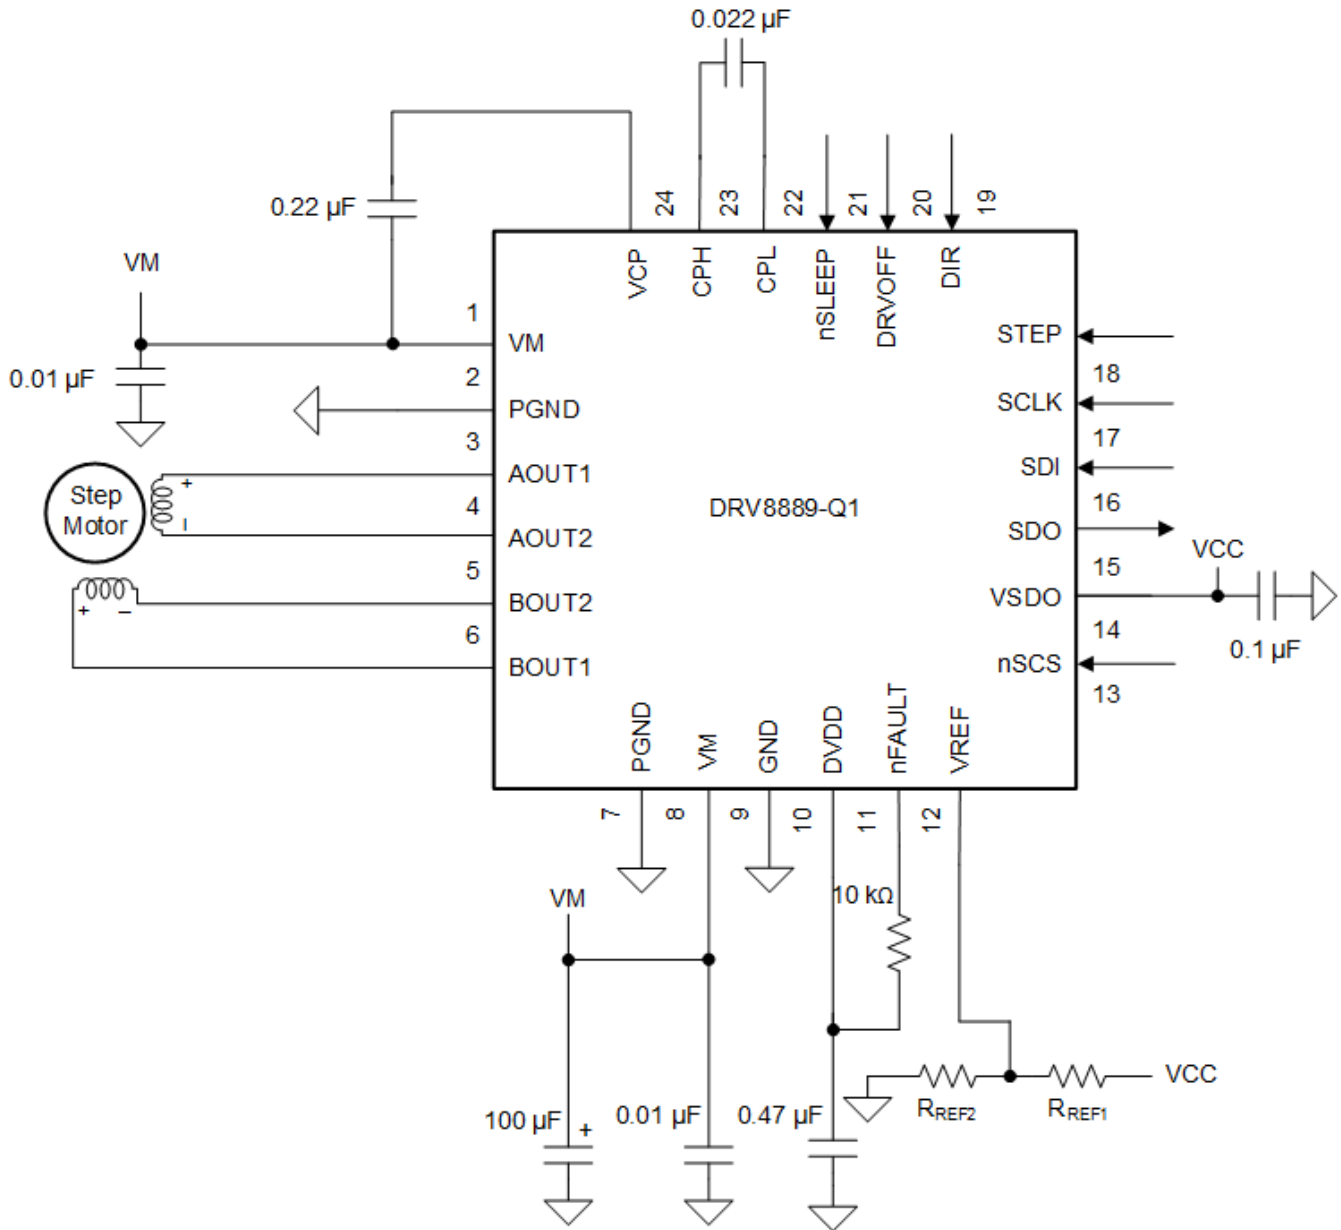 0.022 µF
0.22 µF
24
23
22
21
20
19
VCP
CPH
CPL
nSLEEP
DRVOFF
DIR
VM
0.01 µF
1
VM
2
PGND
3
AOUT1
4
AOUT2
5
BOUT2
6
BOUT1
Step
Motor
+
–
+
–
DRV8889-Q1
STEP
18
SCLK
17
SDI
16
SDO
15
VSDO
14
nSCS
13
VCC
0.1 µF
PGND
VM
GND
DVDD
nFAULT
VREF
7
8
9
10
11
12
10 kΩ
VM
100 µF
+
0.01 µF
0.47 µF
RREF2
RREF1
VCC